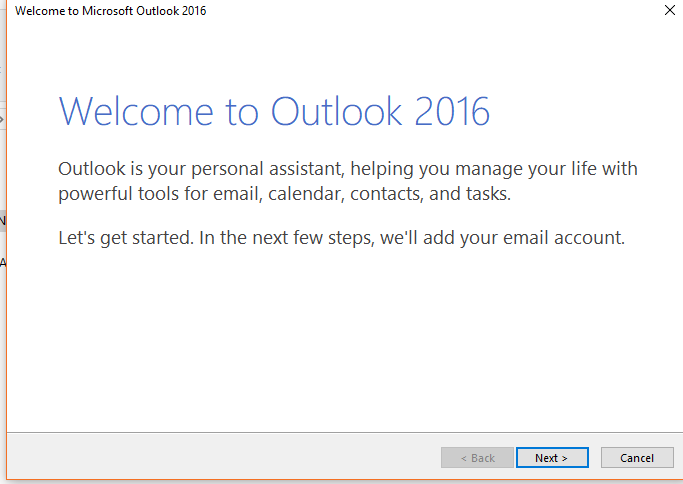 Welcome to Microsoft Outlook 2016
Welcome to Outlook 2016
Outlook is your personal assistant, helping you manage your life with
powerful tools for email, calendar, contacts, and tasks.
Let's get started. In the next few steps, we'll add your email account.
N
A
< Back
Next >
Cancel